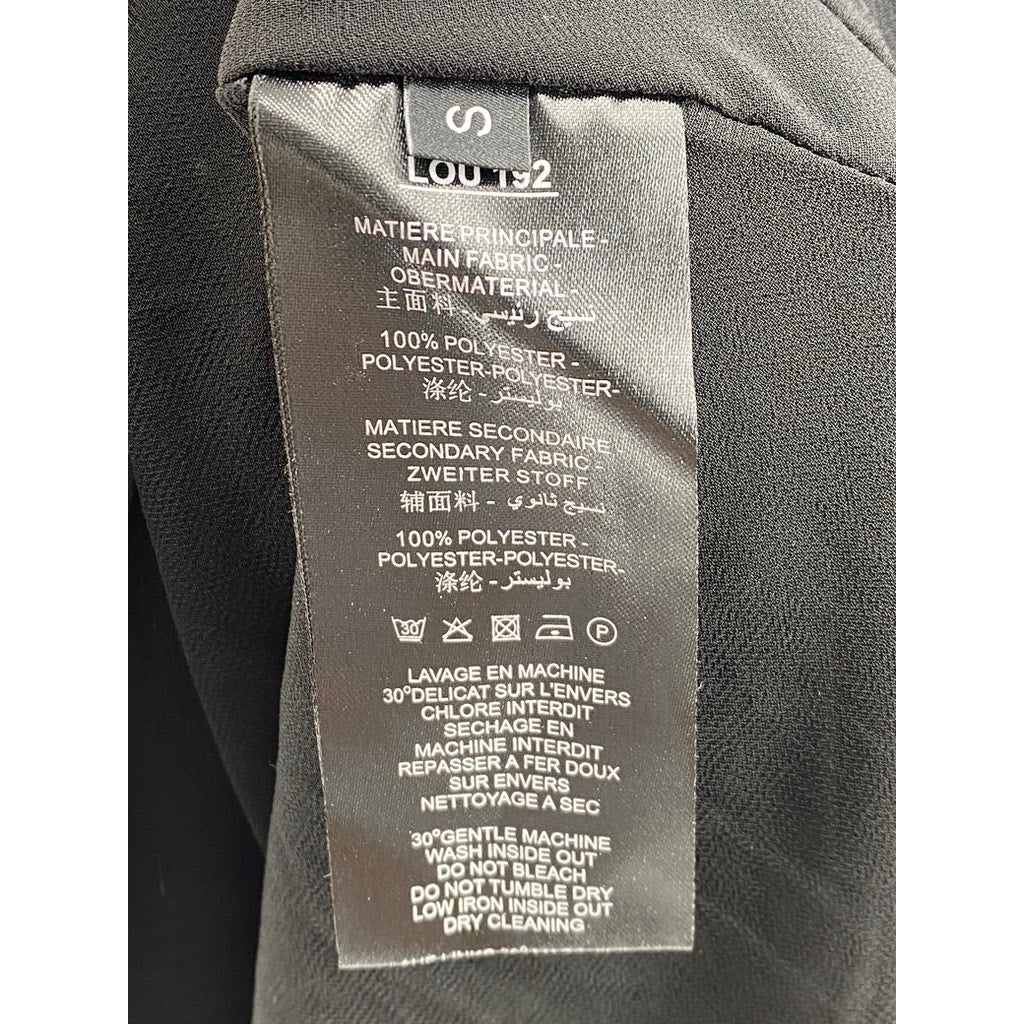 S
LOU 192
MATIERE PRINCIPALE -
MAIN FABRIC -
OBERMATERIAL -
主面料 - نسيج رئيسي
100% POLYESTER -
POLYESTER-POLYESTER-
涤纶 - بوليستر
MATIERE SECONDAIRE
SECONDARY FABRIC -
ZWEITER STOFF
辅面料 - نسيج ثانوي
100% POLYESTER -
POLYESTER-POLYESTER-
涤纶 - بوليستر
30 P
LAVAGE EN MACHINE
30°DELICAT SUR L'ENVERS
CHLORE INTERDIT
SECHAGE EN
MACHINE INTERDIT
REPASSER A FER DOUX
SUR ENVERS
NETTOYAGE A SEC
30°GENTLE MACHINE
WASH INSIDE OUT
DO NOT BLEACH
DO NOT TUMBLE DRY
LOW IRON INSIDE OUT
DRY CLEANING